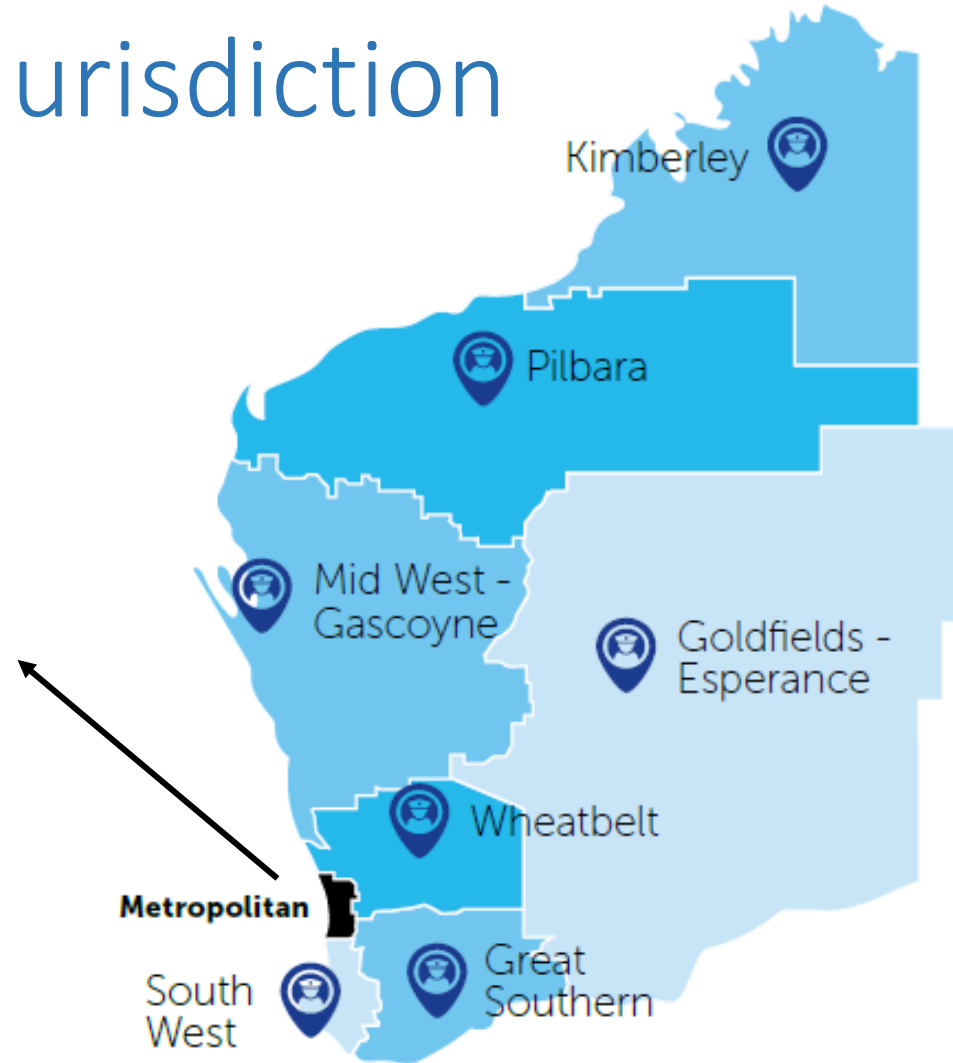 urisdiction
Kimberley
Pilbara
Mid West -
Gascoyne
Goldfields -
Esperance
Wheatbelt
Metropolitan
Great
Southern
South
West